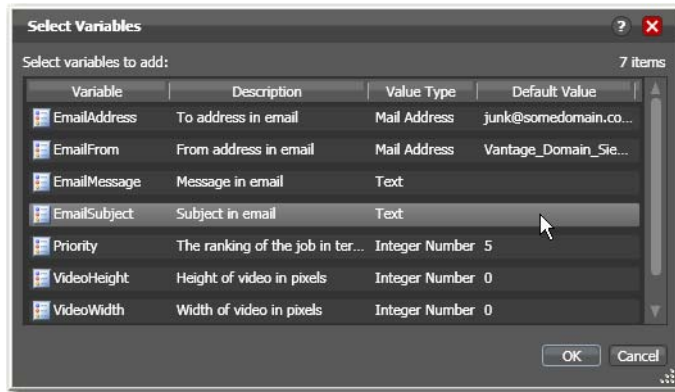 Select Variables
?
Select variables to add: 7 items
Variable Description Value Type Default Value
EmailAddress To address in email Mail Address junk@somedomain.co...
EmailFrom From address in email Mail Address Vantage_Domain_Sie...
EmailMessage Message in email Text
EmailSubject Subject in email Text
Priority The ranking of the job in ter... Integer Number 5
VideoHeight Height of video in pixels Integer Number 0
VideoWidth Width of video in pixels Integer Number 0
OK Cancel